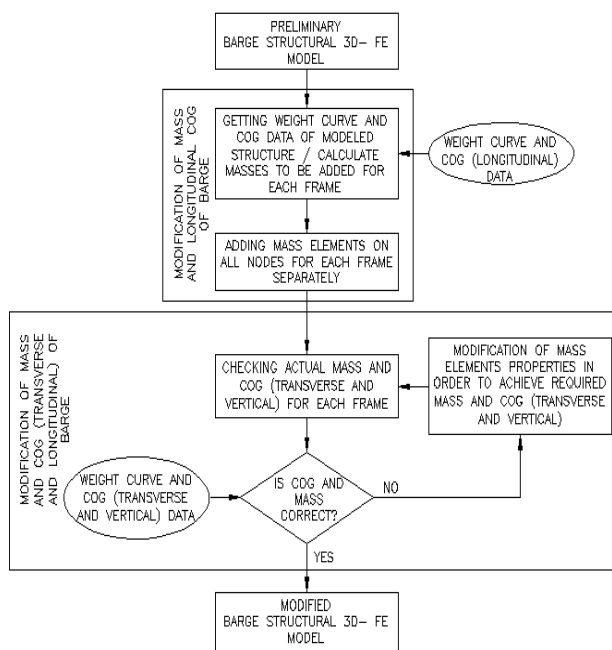 PRELIMINARY
BARGE STRUCTURAL 3D- FE
MODEL
MODIFICATION OF MASS
AND LONGITUDINAL COG
OF BARGE
GETTING WEIGHT CURVE AND
COG DATA OF MODELED
STRUCTURE / CALCULATE
MASSES TO BE ADDED FOR
EACH FRAME
WEIGHT CURVE AND
COG (LONGITUDINAL)
DATA
ADDING MASS ELEMENTS ON
ALL NODES FOR EACH FRAME
SEPARATELY
MODIFICATION OF MASS
AND COG (TRANSVERSE
AND LONGITUDINAL) OF
BARGE
CHECKING ACTUAL MASS AND
COG (TRANSVERSE AND
VERTICAL) FOR EACH FRAME
MODIFICATION OF MASS
ELEMENTS PROPERTIES IN
ORDER TO ACHIEVE REQUIRED
MASS AND COG (TRANSVERSE
AND VERTICAL)
WEIGHT CURVE AND
COG (TRANSVERSE
AND VERTICAL) DATA
IS COG AND
MASS
CORRECT?
NO
YES
MODIFIED
BARGE STRUCTURAL 3D- FE
MODEL